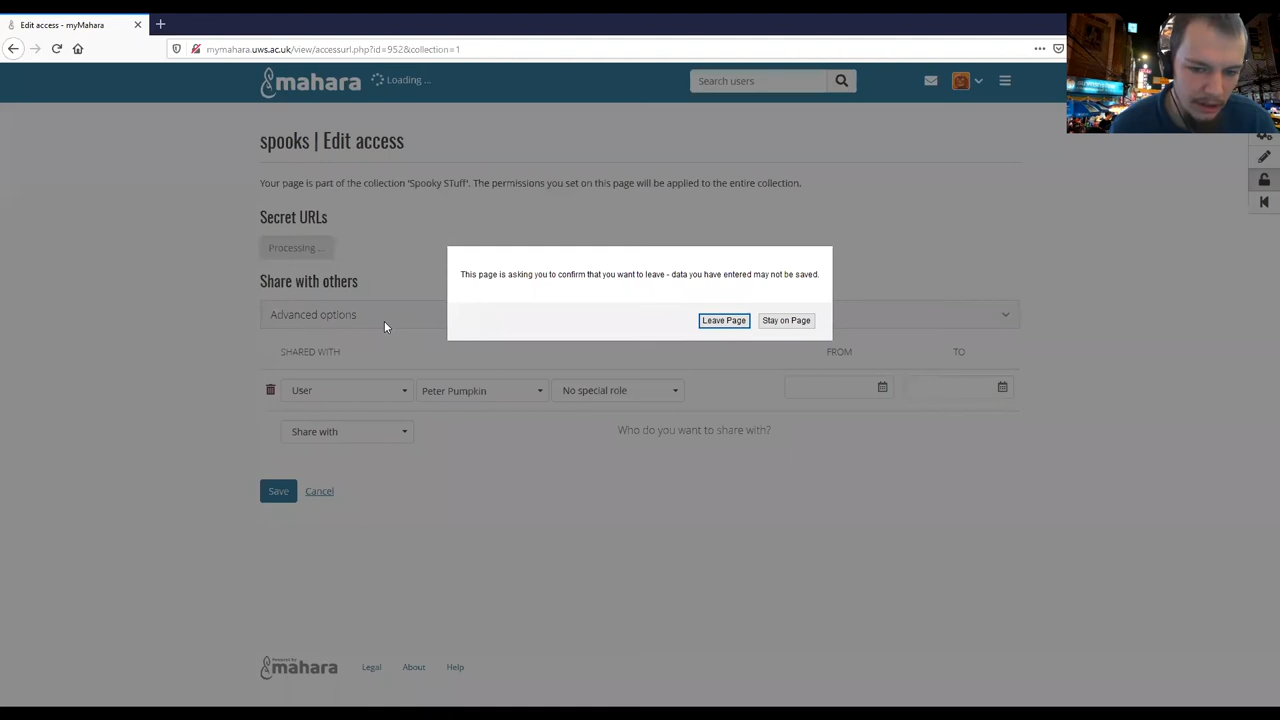 Edit access - myMahara
mymahara.uws.ac.uk/view/accessurl.php?id=952&collection=1
mahara
Loading ...
Search users
spooks | Edit access
Your page is part of the collection 'Spooky STuff'. The permissions you set on this page will be applied to the entire collection.
Secret URLs
Processing ...
This page is asking you to confirm that you want to leave - data you have entered may not be saved.
Leave Page
Stay on Page
Share with others
Advanced options
SHARED WITH
FROM
TO
User
Peter Pumpkin
No special role
Share with
Who do you want to share with?
Save
Cancel
Powered by
mahara
Legal
About
Help